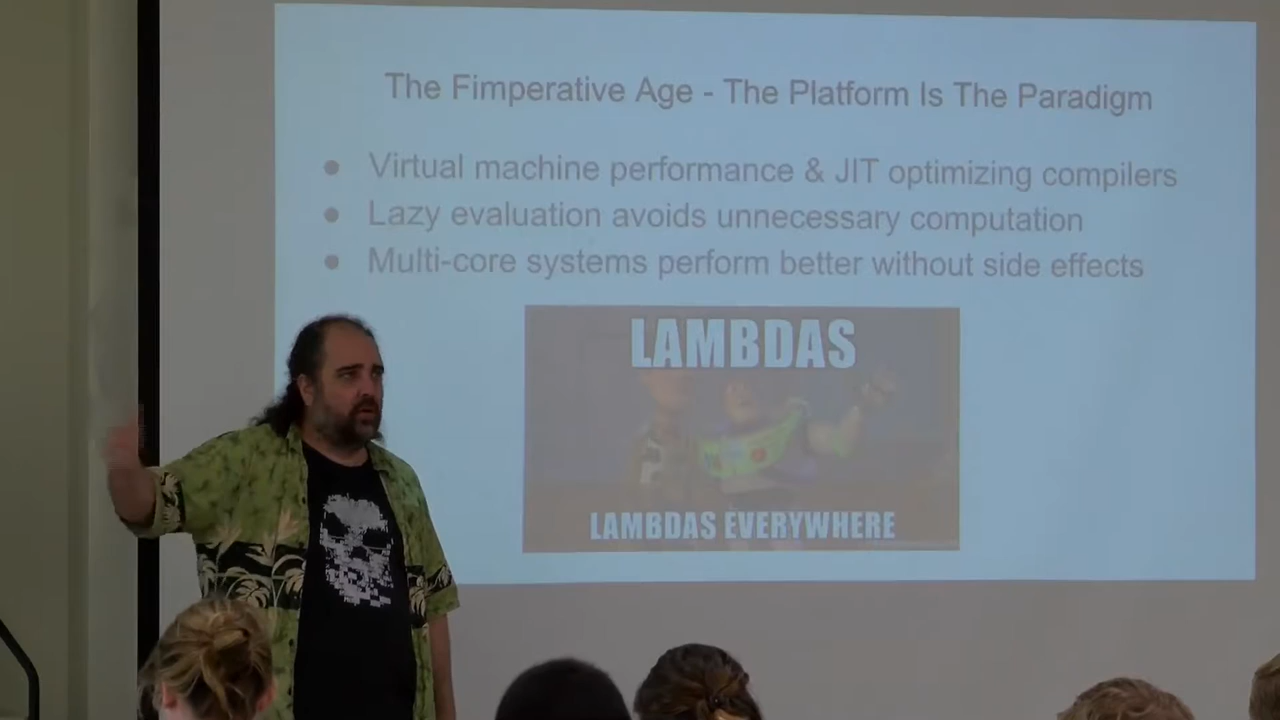 The Fimperative Age - The Platform Is The Paradigm
● Virtual machine performance & JIT optimizing compilers
● Lazy evaluation avoids unnecessary computation
● Multi-core systems perform better without side effects
LAMBDAS
LAMBDAS EVERYWHERE